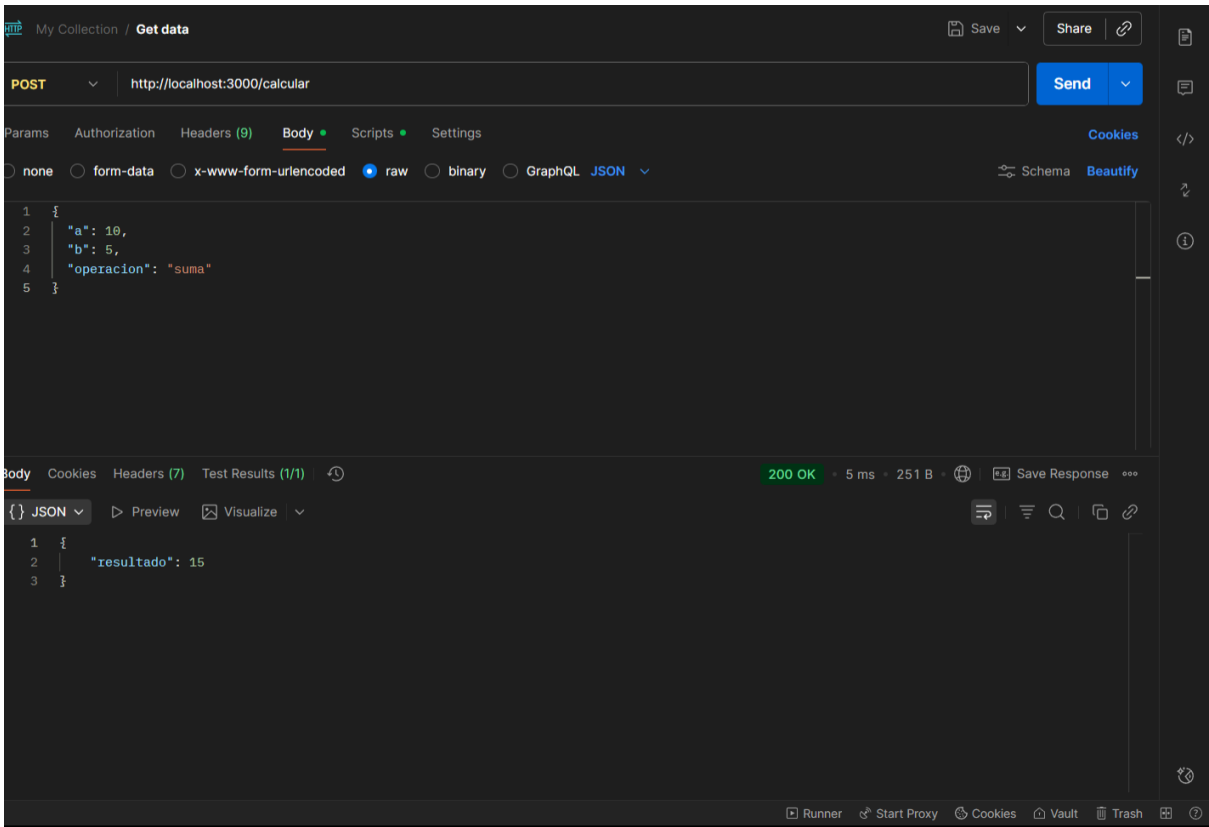 HTTP My Collection / Get data Save Share
POST http://localhost:3000/calcular Send
Params Authorization Headers (9) Body Scripts Settings Cookies
none form-data x-www-form-urlencoded raw binary GraphQL JSON Schema Beautify
1 {
2 "a": 10,
3 "b": 5,
4 "operacion": "suma"
5 }
Body Cookies Headers (7) Test Results (1/1) 200 OK 5 ms 251 B e.g. Save Response
{} JSON Preview Visualize
1 {
2 "resultado": 15
3 }
Runner Start Proxy Cookies Vault Trash